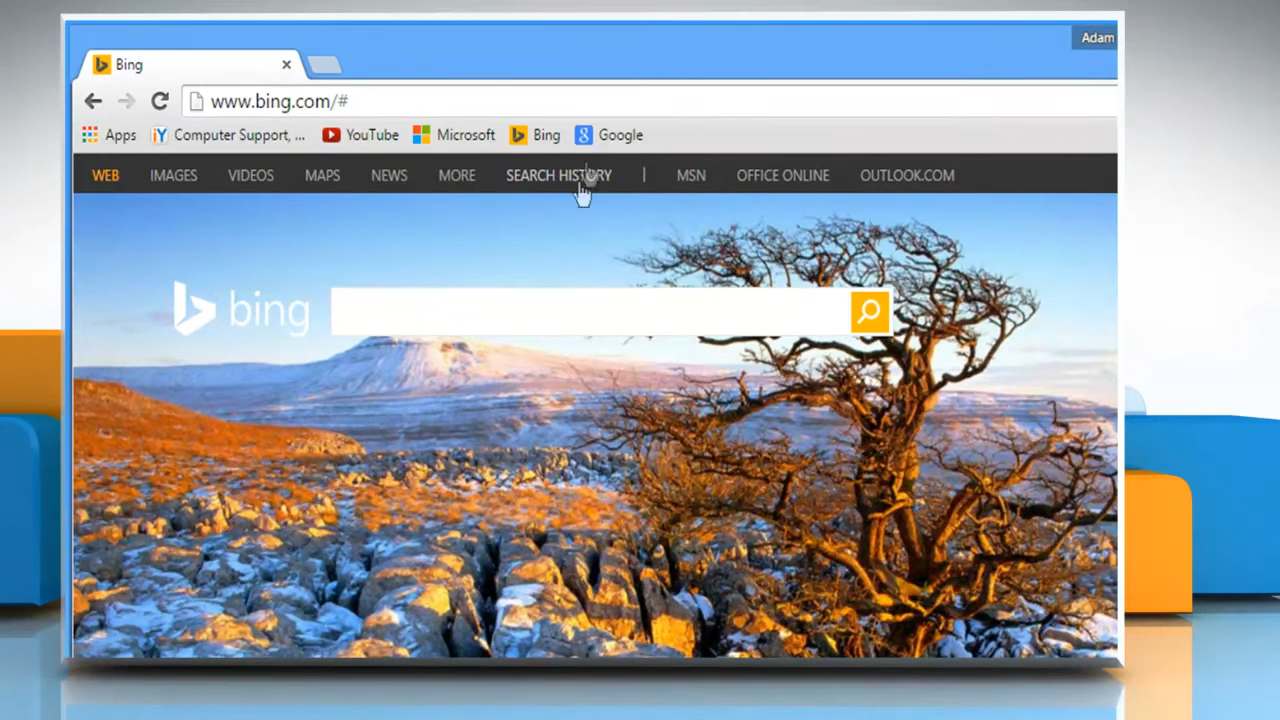 Adam
Bing
www.bing.com/#
Apps Computer Support, ... YouTube Microsoft Bing Google
WEB IMAGES VIDEOS MAPS NEWS MORE SEARCH HISTORY | MSN OFFICE ONLINE OUTLOOK.COM
bing